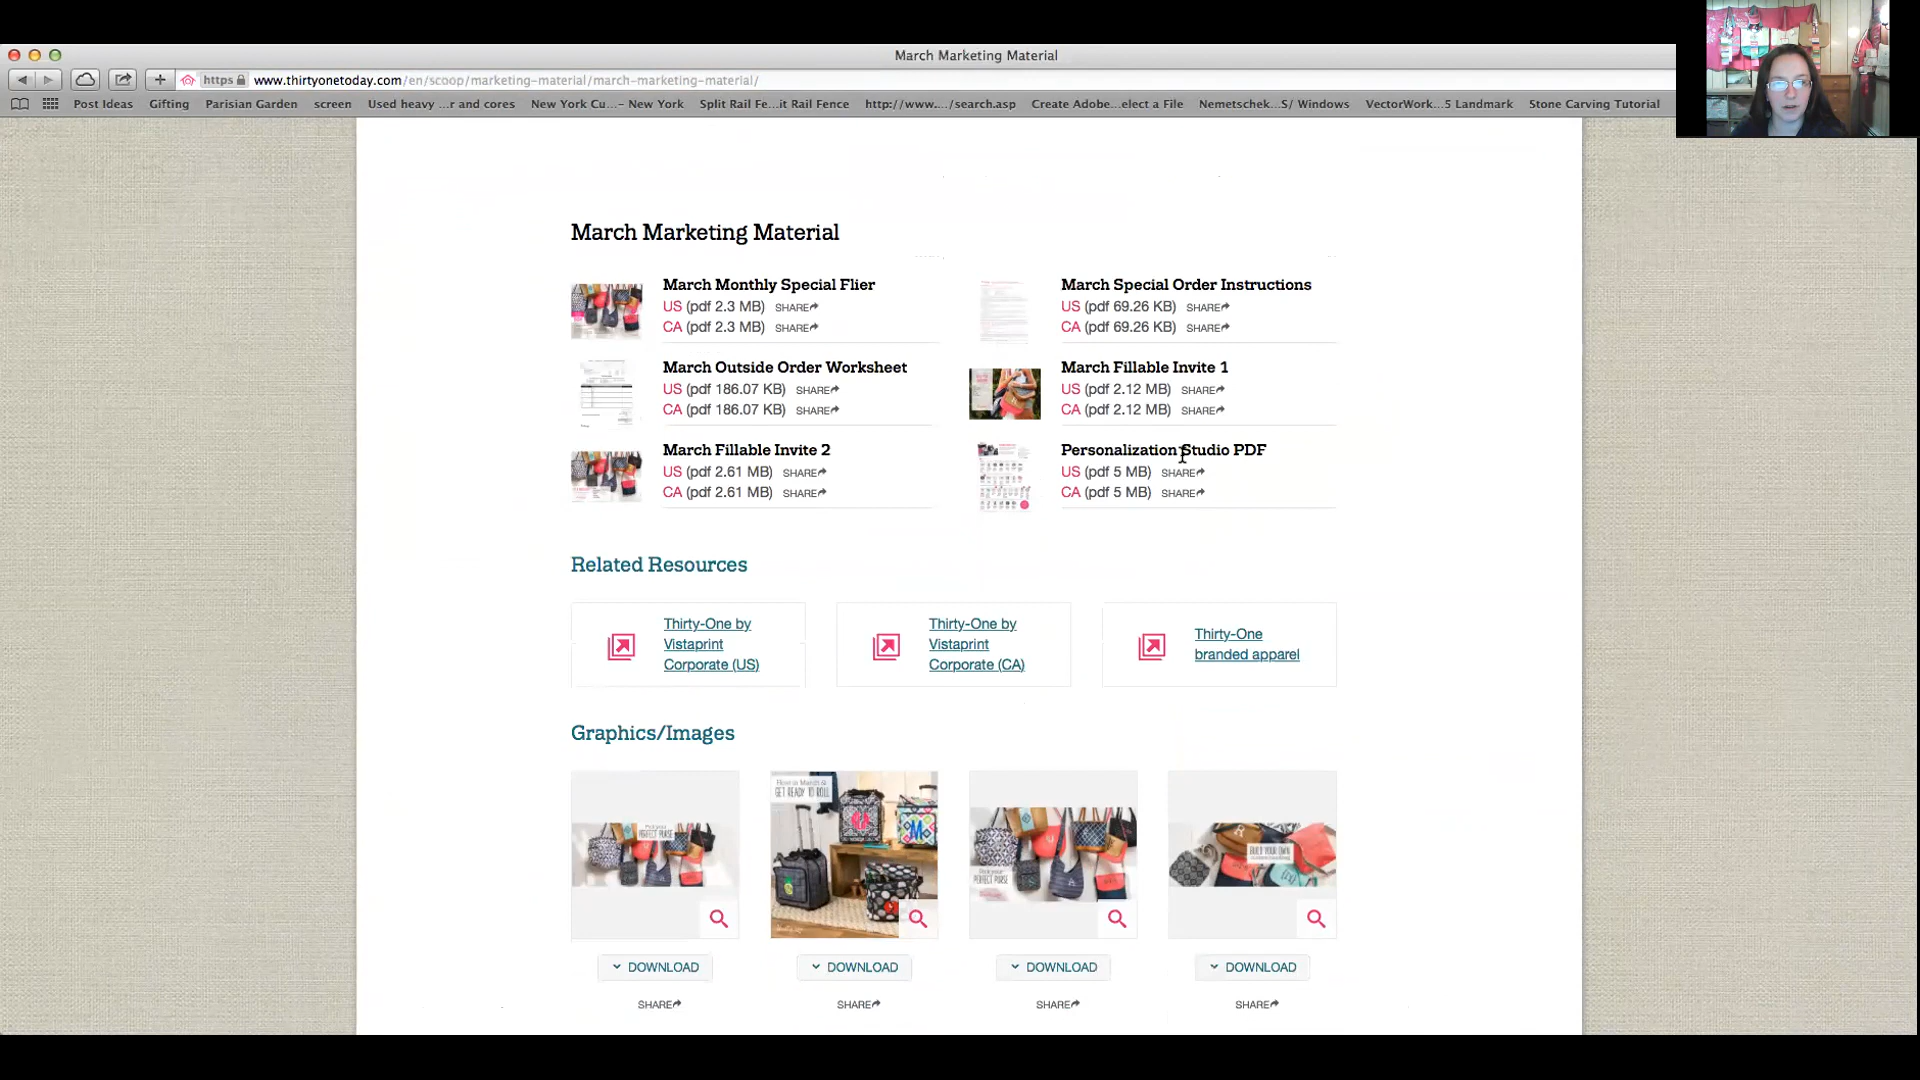 March Marketing Material
https www.thirtyonetoday.com/en/scoop/marketing-material/march-marketing-material/
Post Ideas Gifting Parisian Garden screen Used heavy ...r and cores New York Cu...– New York Split Rail Fe...it Rail Fence http://www..../search.asp Create Adobe...elect a File Nemetschek...S/ Windows VectorWork...5 Landmark Stone Carving Tutorial
March Marketing Material
March Monthly Special Flier
US (pdf 2.3 MB) SHARE
CA (pdf 2.3 MB) SHARE
March Special Order Instructions
US (pdf 69.26 KB) SHARE
CA (pdf 69.26 KB) SHARE
March Outside Order Worksheet
US (pdf 186.07 KB) SHARE
CA (pdf 186.07 KB) SHARE
March Fillable Invite 1
US (pdf 2.12 MB) SHARE
CA (pdf 2.12 MB) SHARE
March Fillable Invite 2
US (pdf 2.61 MB) SHARE
CA (pdf 2.61 MB) SHARE
Personalization Studio PDF
US (pdf 5 MB) SHARE
CA (pdf 5 MB) SHARE
Related Resources
Thirty-One by
Vistaprint
Corporate (US)
Thirty-One by
Vistaprint
Corporate (CA)
Thirty-One
branded apparel
Graphics/Images
PERFECT PURSE
GET READY TO ROLL
M
PERFECT PURSE
R
BUILD YOUR OWN
DOWNLOAD DOWNLOAD DOWNLOAD DOWNLOAD
SHARE SHARE SHARE SHARE